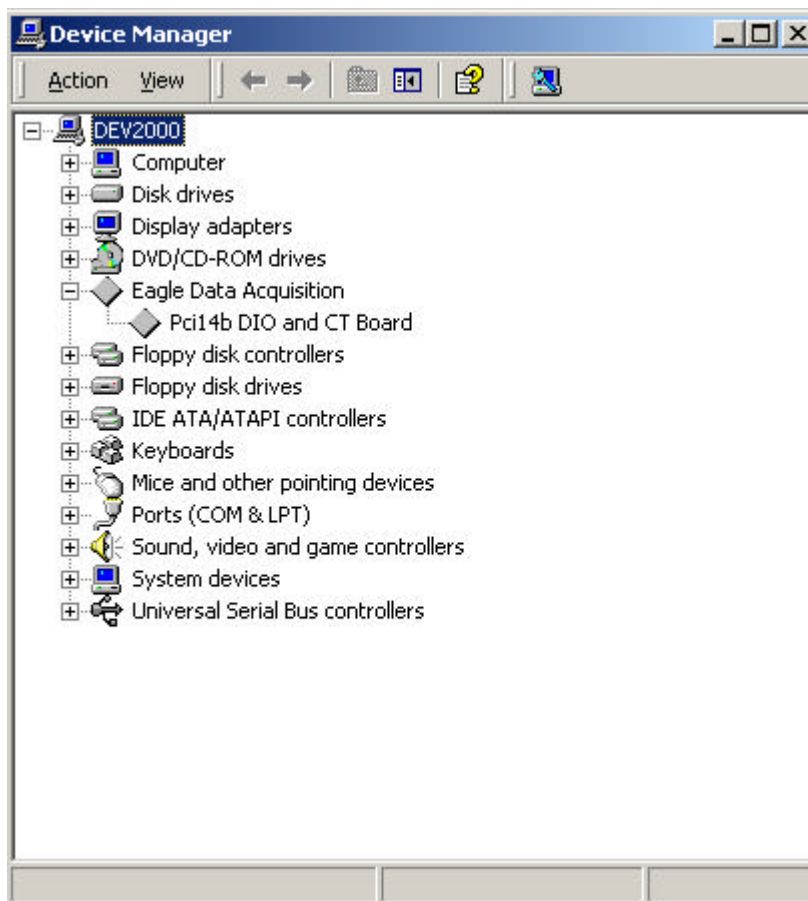 Device Manager
Action View
DEV2000
Computer
Disk drives
Display adapters
DVD/CD-ROM drives
Eagle Data Acquisition
Pci14b DIO and CT Board
Floppy disk controllers
Floppy disk drives
IDE ATA/ATAPI controllers
Keyboards
Mice and other pointing devices
Ports (COM & LPT)
Sound, video and game controllers
System devices
Universal Serial Bus controllers